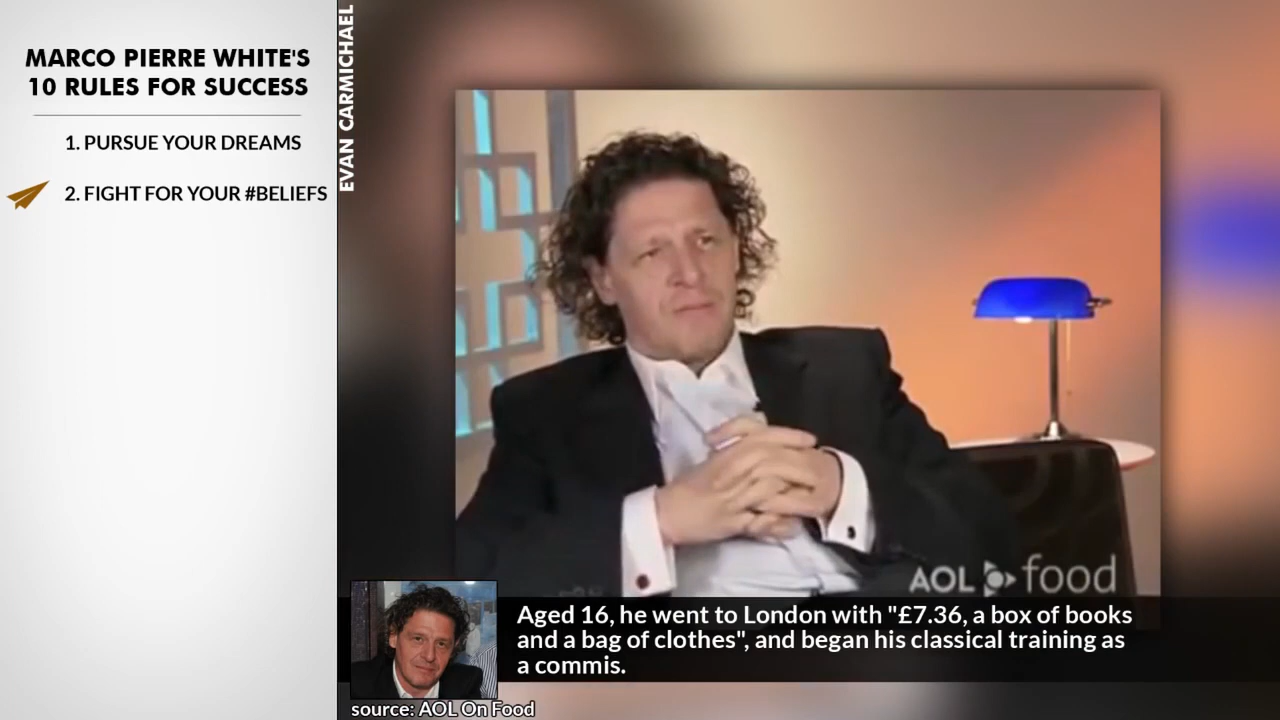 MARCO PIERRE WHITE'S
10 RULES FOR SUCCESS
1. PURSUE YOUR DREAMS
2. FIGHT FOR YOUR #BELIEFS
EVAN CARMICHAEL
AOL food
Aged 16, he went to London with "£7.36, a box of books
and a bag of clothes", and began his classical training as
a commis.
source: AOL On Food